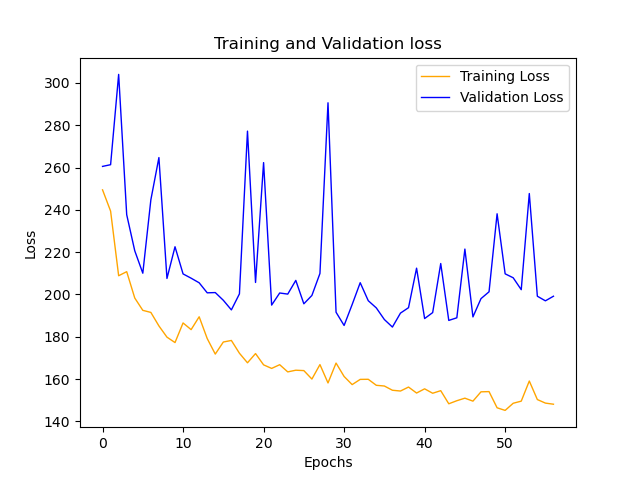 Training and Validation loss
Training Loss
Validation Loss
300
280
260
240
220
200
180
160
140
Loss
0 10 20 30 40 50
Epochs